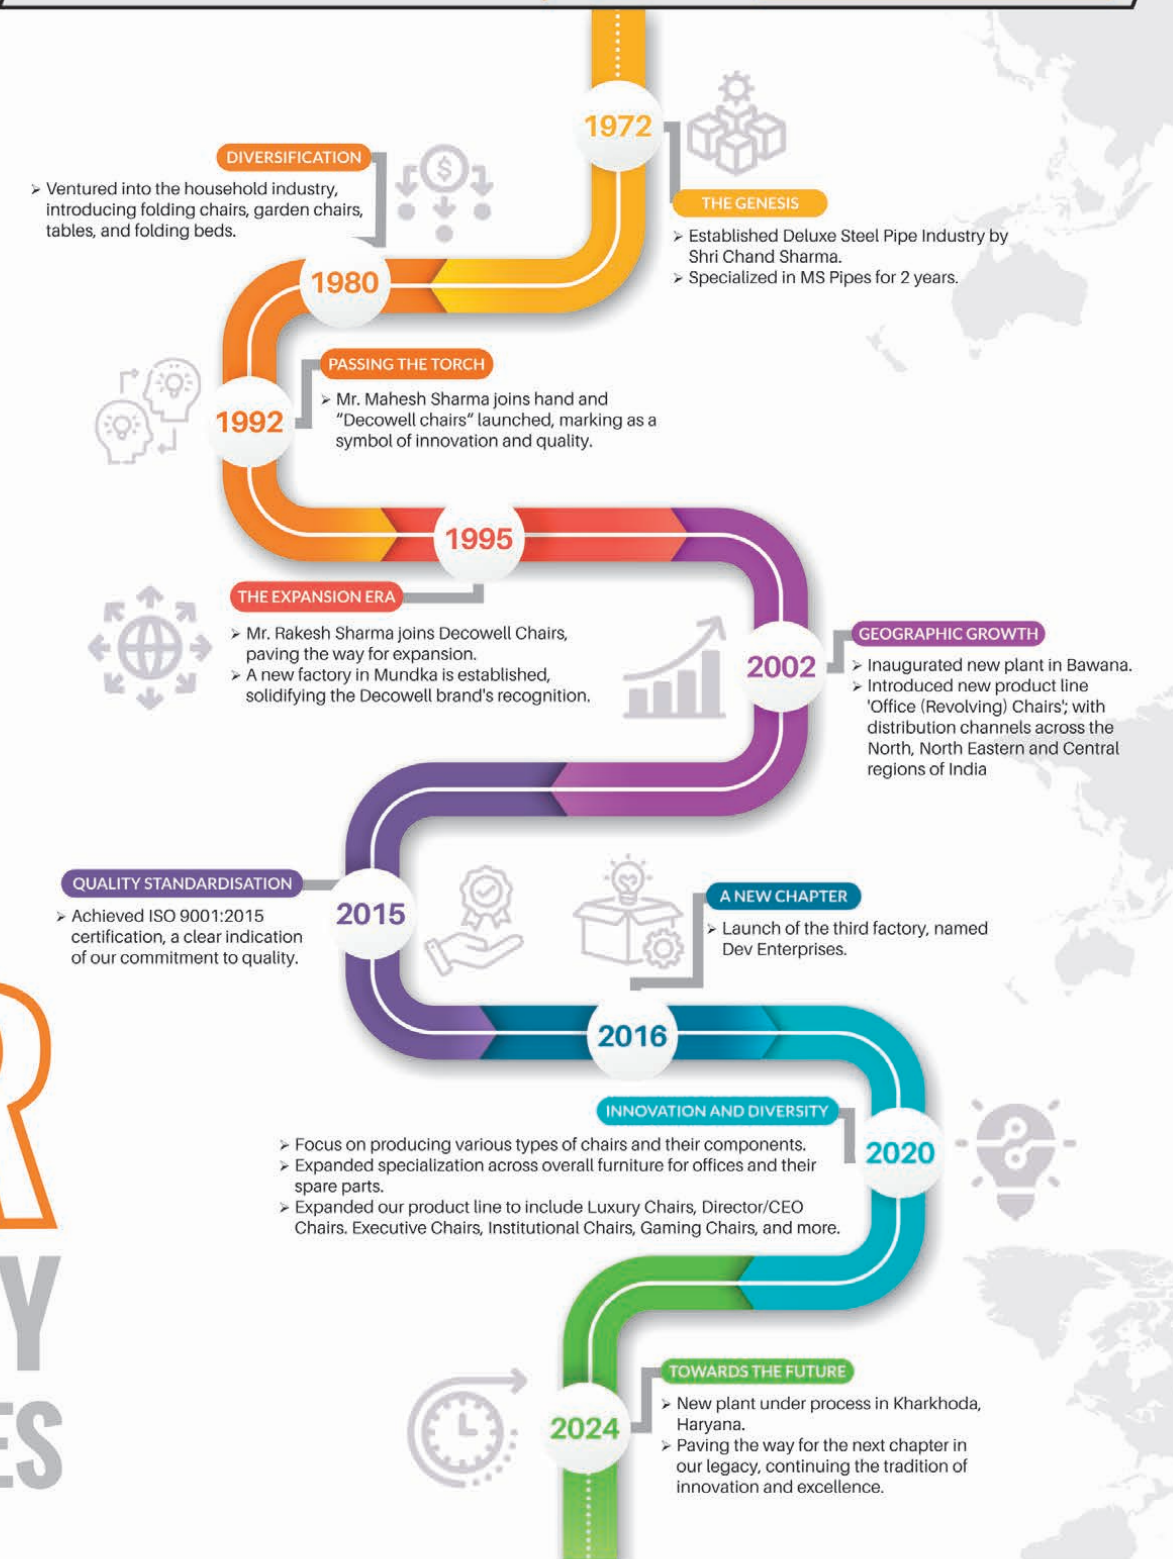 1972
THE GENESIS
➢ Established Deluxe Steel Pipe Industry by
Shri Chand Sharma.
➢ Specialized in MS Pipes for 2 years.
DIVERSIFICATION
➢ Ventured into the household industry,
introducing folding chairs, garden chairs,
tables, and folding beds.
1980
PASSING THE TORCH
1992
➢ Mr. Mahesh Sharma joins hand and
“Decowell chairs“ launched, marking as a
symbol of innovation and quality.
1995
THE EXPANSION ERA
➢ Mr. Rakesh Sharma joins Decowell Chairs,
paving the way for expansion.
➢ A new factory in Mundka is established,
solidifying the Decowell brand's recognition.
2002
GEOGRAPHIC GROWTH
➢ Inaugurated new plant in Bawana.
➢ Introduced new product line
'Office (Revolving) Chairs'; with
distribution channels across the
North, North Eastern and Central
regions of India
QUALITY STANDARDISATION
➢ Achieved ISO 9001:2015
certification, a clear indication
of our commitment to quality.
2015
A NEW CHAPTER
➢ Launch of the third factory, named
Dev Enterprises.
2016
INNOVATION AND DIVERSITY
➢ Focus on producing various types of chairs and their components.
➢ Expanded specialization across overall furniture for offices and their
spare parts.
➢ Expanded our product line to include Luxury Chairs, Director/CEO
Chairs. Executive Chairs, Institutional Chairs, Gaming Chairs, and more.
2020
TOWARDS THE FUTURE
2024
➢ New plant under process in Kharkhoda,
Haryana.
➢ Paving the way for the next chapter in
our legacy, continuing the tradition of
innovation and excellence.
R
Y
ES